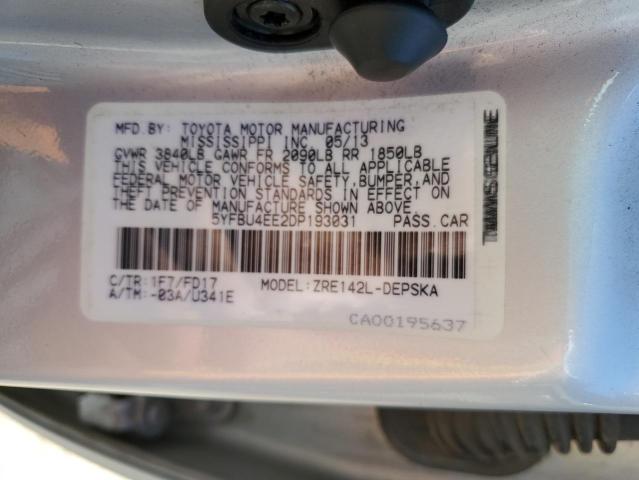 MFD.BY: TOYOTA MOTOR MANUFACTURING
MISSISSIPPI INC 05/13
GVWR 3840LB GAWR FR 2090LB RR 1850LB
THIS VEHICLE CONFORMS TO ALL APPLICABLE
FEDERAL MOTOR VEHICLE SAFETY,BUMPER,AND
THEFT PREVENTION STANDARDS IN EFFECT ON
THE DATE OF MANUFACTURE SHOWN ABOVE.
5YFBU4EE2DP193031 PASS.CAR
C/TR:1F7/FD17 MODEL:ZRE142L-DEPSKA
A/TM:-03A/U341E
CA00195637